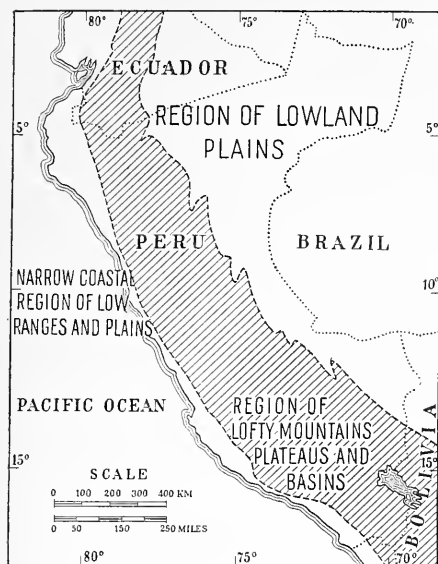 80°
75°
70°
ECUADOR
REGION OF LOWLAND
PLAINS
5°
5°
PERU
BRAZIL
NARROW COASTAL
REGION OF LOW
RANGES AND PLAINS
10°
PACIFIC OCEAN
REGION OF
LOFTY MOUNTAINS
PLATEAUS AND
BASINS
BOLIVIA
15°
15°
SCALE
0 100 200 300 400 KM
0 50 150 250 MILES
80°
75°
70°